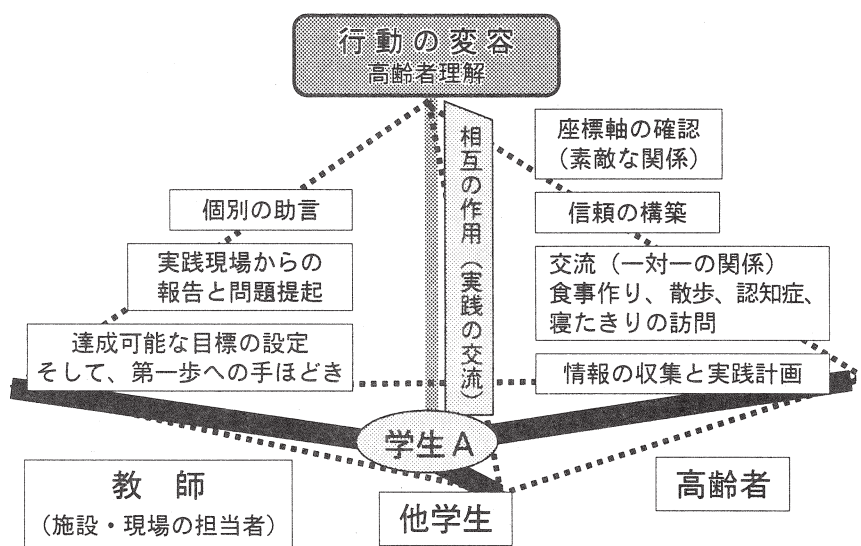 行動の変容
高齢者理解
相互の作用（実践の交流）
座標軸の確認
（素敵な関係）
個別の助言
信頼の構築
実践現場からの
報告と問題提起
交流（一対一の関係）
食事作り、散歩、認知症、
寝たきりの訪問
達成可能な目標の設定
そして、第一歩への手ほどき
情報の収集と実践計画
学生A
教　師
（施設・現場の担当者）
他学生
高齢者